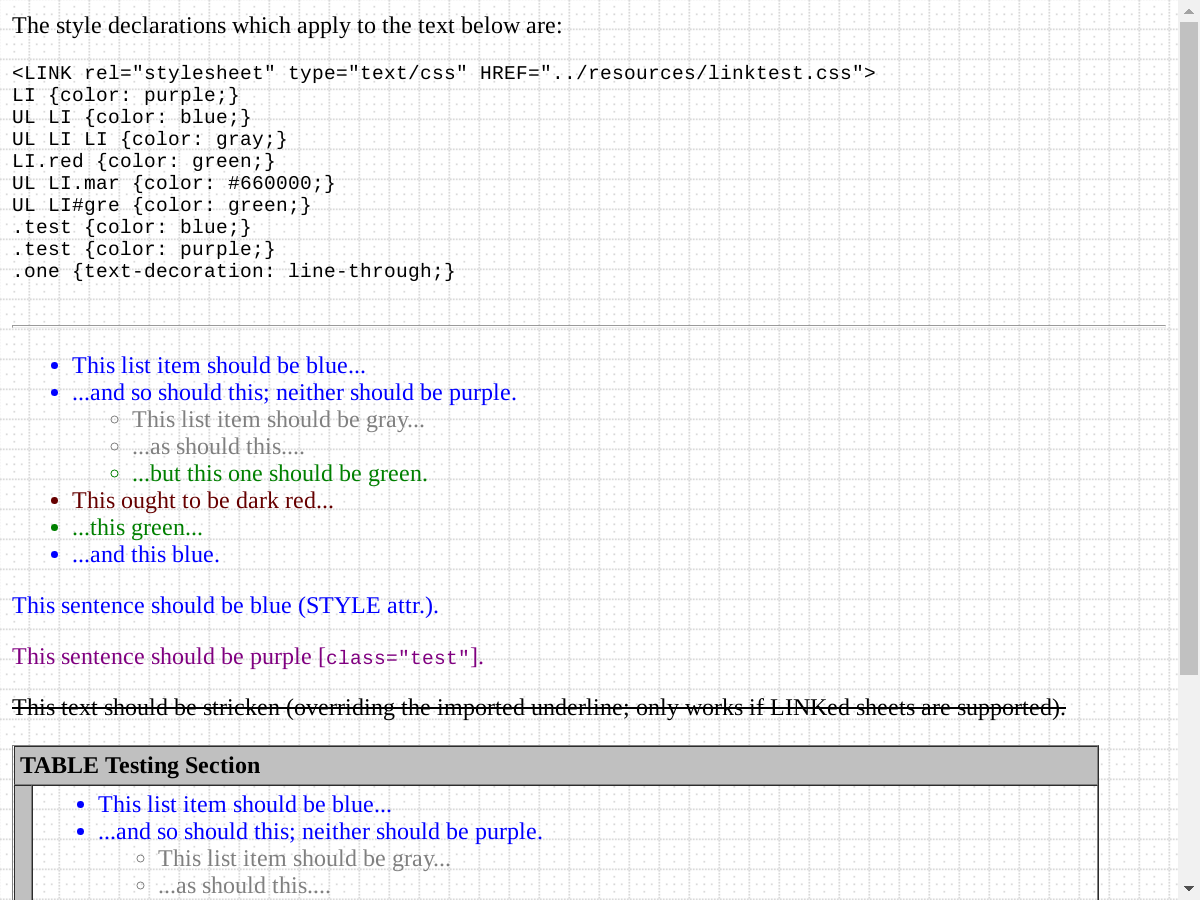 The style declarations which apply to the text below are:
<LINK rel="stylesheet" type="text/css" HREF="../resources/linktest.css">
LI {color: purple;}
UL LI {color: blue;}
UL LI LI {color: gray;}
LI.red {color: green;}
UL LI.mar {color: #660000;}
UL LI#gre {color: green;}
.test {color: blue;}
.test {color: purple;}
.one {text-decoration: line-through;}
This list item should be blue...
...and so should this; neither should be purple.
This list item should be gray...
...as should this....
...but this one should be green.
This ought to be dark red...
...this green...
...and this blue.
This sentence should be blue (STYLE attr.).
This sentence should be purple [class="test"].
This text should be stricken (overriding the imported underline; only works if LINKed sheets are supported).
TABLE Testing Section
This list item should be blue...
...and so should this; neither should be purple.
This list item should be gray...
...as should this....